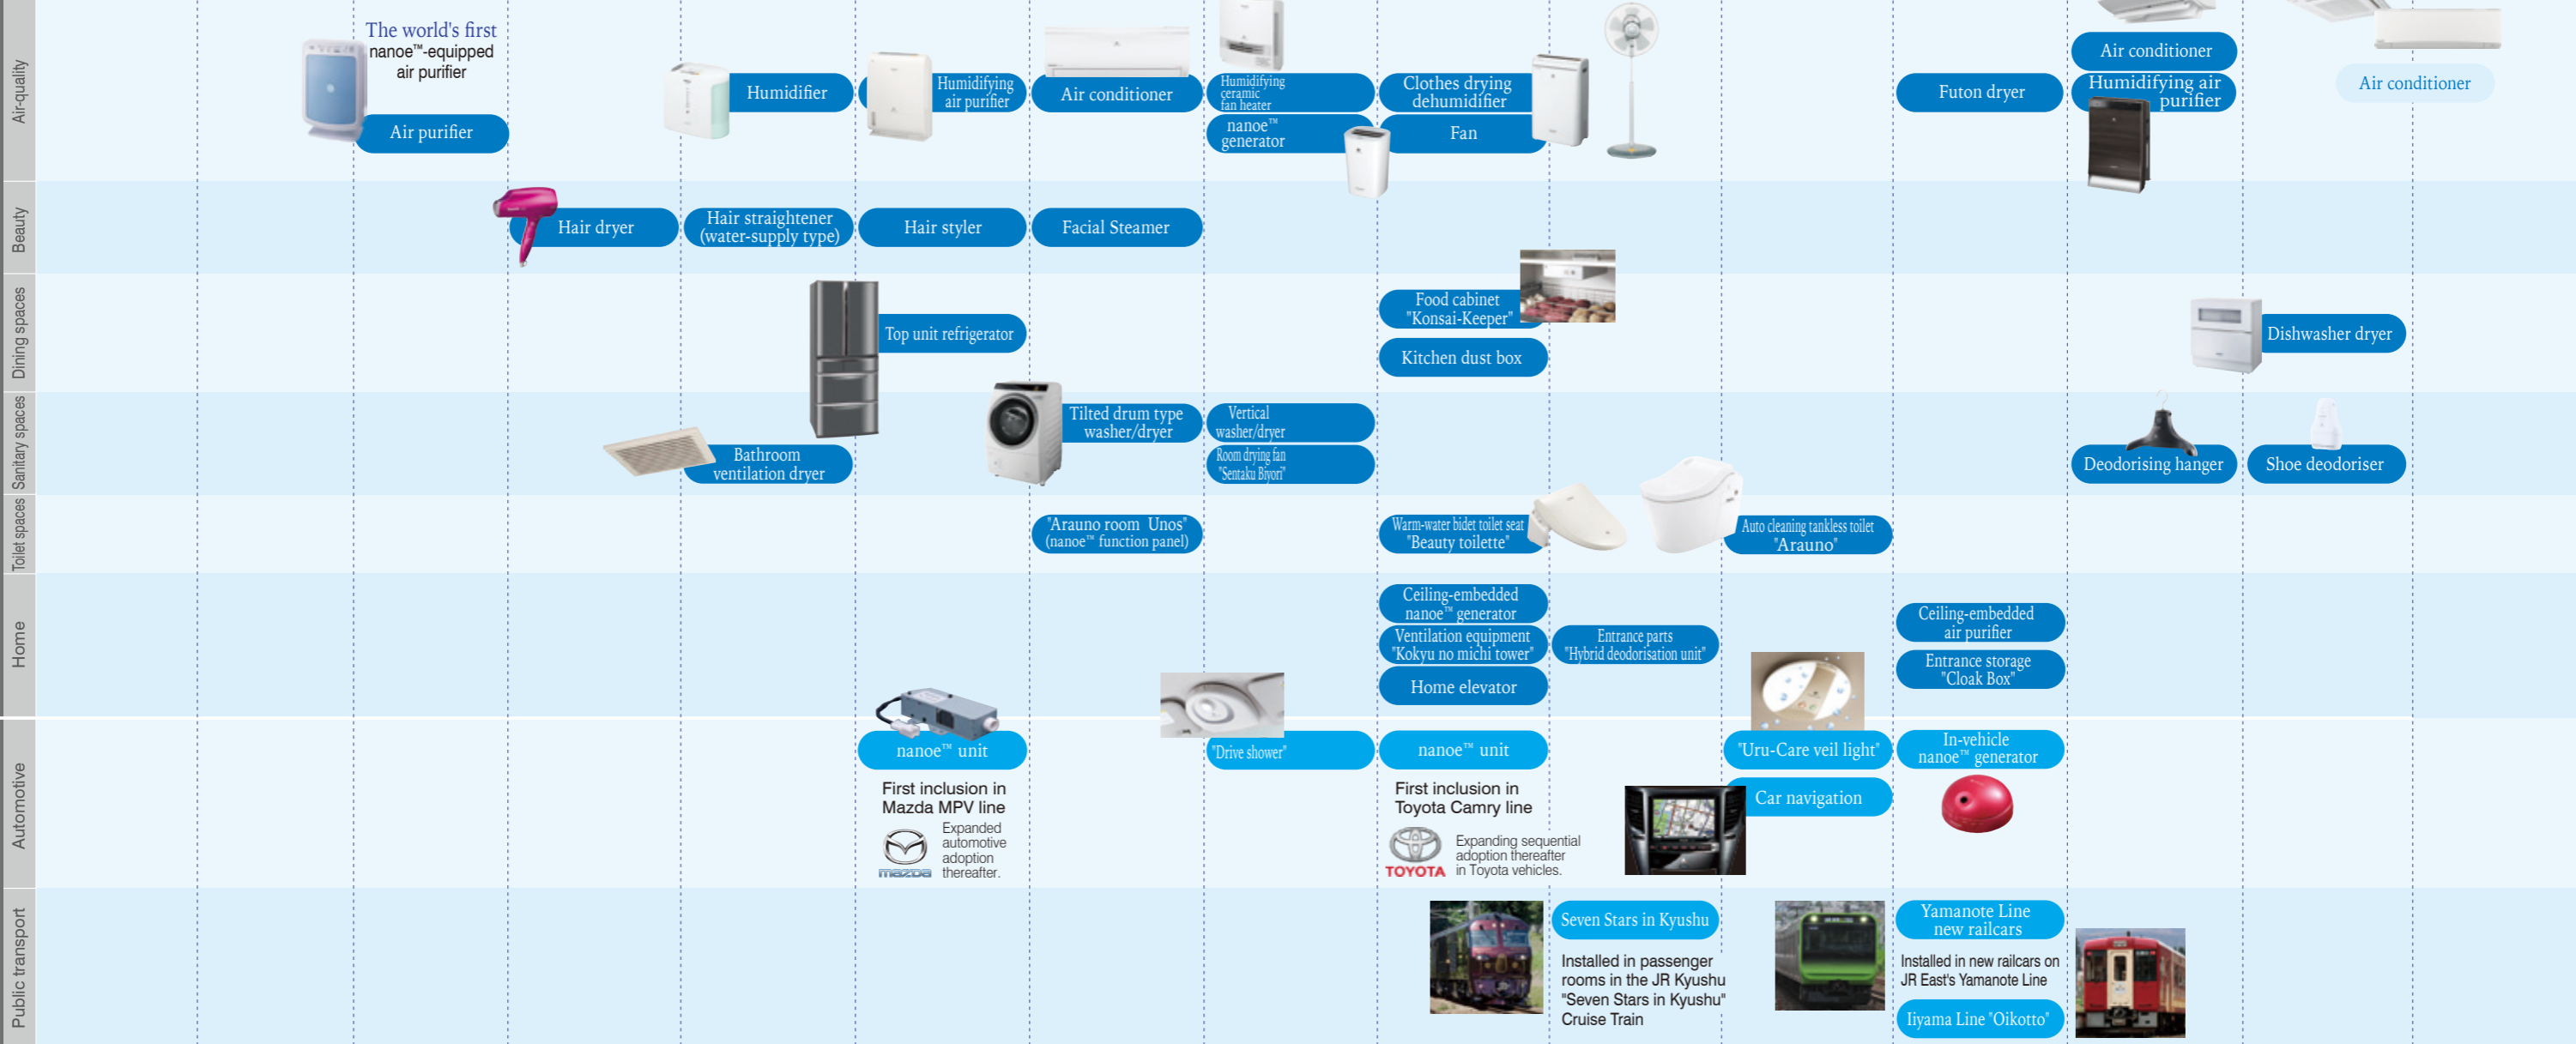 Air-quality
The world's first
nanoe™-equipped
air purifier
Air purifier
Humidifier
Humidifying
air purifier
Air conditioner
Humidifying
ceramic
fan heater
nanoe™
generator
Clothes drying
dehumidifier
Fan
Futon dryer
Air conditioner
Humidifying air
purifier
Air conditioner
Beauty
Hair dryer
Hair straightener
(water-supply type)
Hair styler
Facial Steamer
Dining spaces
Top unit refrigerator
Food cabinet
"Konsai-Keeper"
Kitchen dust box
Dishwasher dryer
Sanitary spaces
Bathroom
ventilation dryer
Tilted drum type
washer/dryer
Vertical
washer/dryer
Room drying fan
"Sentaku Biyori"
Deodorising hanger
Shoe deodoriser
Toilet spaces
"Arauno room Unos"
(nanoe™ function panel)
Warm-water bidet toilet seat
"Beauty toilette"
Auto cleaning tankless toilet
"Arauno"
Home
Ceiling-embedded
nanoe™ generator
Ventilation equipment
"Kokyu no michi tower"
Home elevator
Entrance parts
"Hybrid deodorisation unit"
Ceiling-embedded
air purifier
Entrance storage
"Cloak Box"
Automotive
nanoe™ unit
First inclusion in
Mazda MPV line
mazda
Expanded
automotive
adoption
thereafter.
"Drive shower"
nanoe™ unit
First inclusion in
Toyota Camry line
TOYOTA
Expanding sequential
adoption thereafter
in Toyota vehicles.
"Uru-Care veil light"
Car navigation
In-vehicle
nanoe™ generator
Public transport
Seven Stars in Kyushu
Installed in passenger
rooms in the JR Kyushu
"Seven Stars in Kyushu"
Cruise Train
Yamanote Line
new railcars
Installed in new railcars on
JR East's Yamanote Line
Iiyama Line "Oikotto"